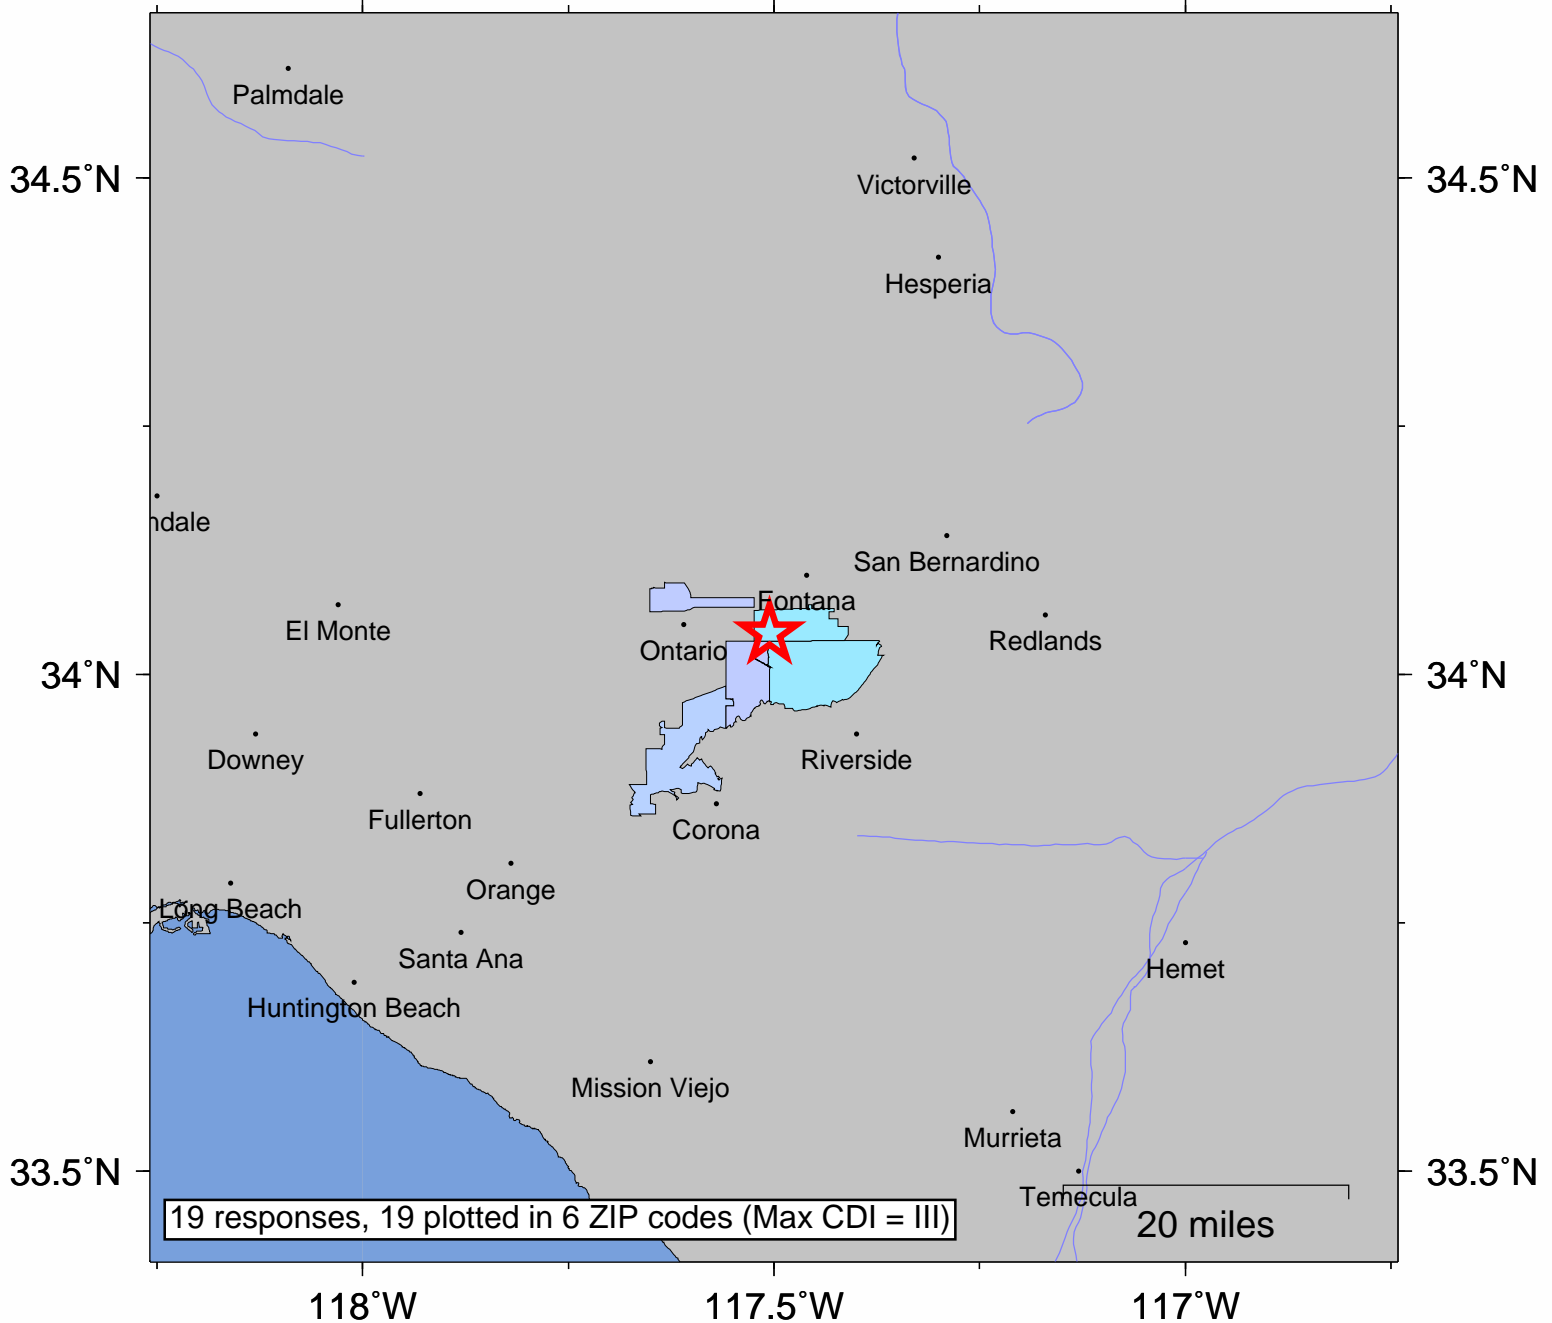 Palmdale
34.5°N
34.5°N
Victorville
Hesperia
ndale
San Bernardino
Fontana
El Monte
Ontario
Redlands
34°N
34°N
Downey
Riverside
Fullerton
Corona
Orange
Long Beach
Santa Ana
Hemet
Huntington Beach
Mission Viejo
Murrieta
33.5°N
33.5°N
Temecula
19 responses, 19 plotted in 6 ZIP codes (Max CDI = III)
20 miles
118°W
117.5°W
117°W